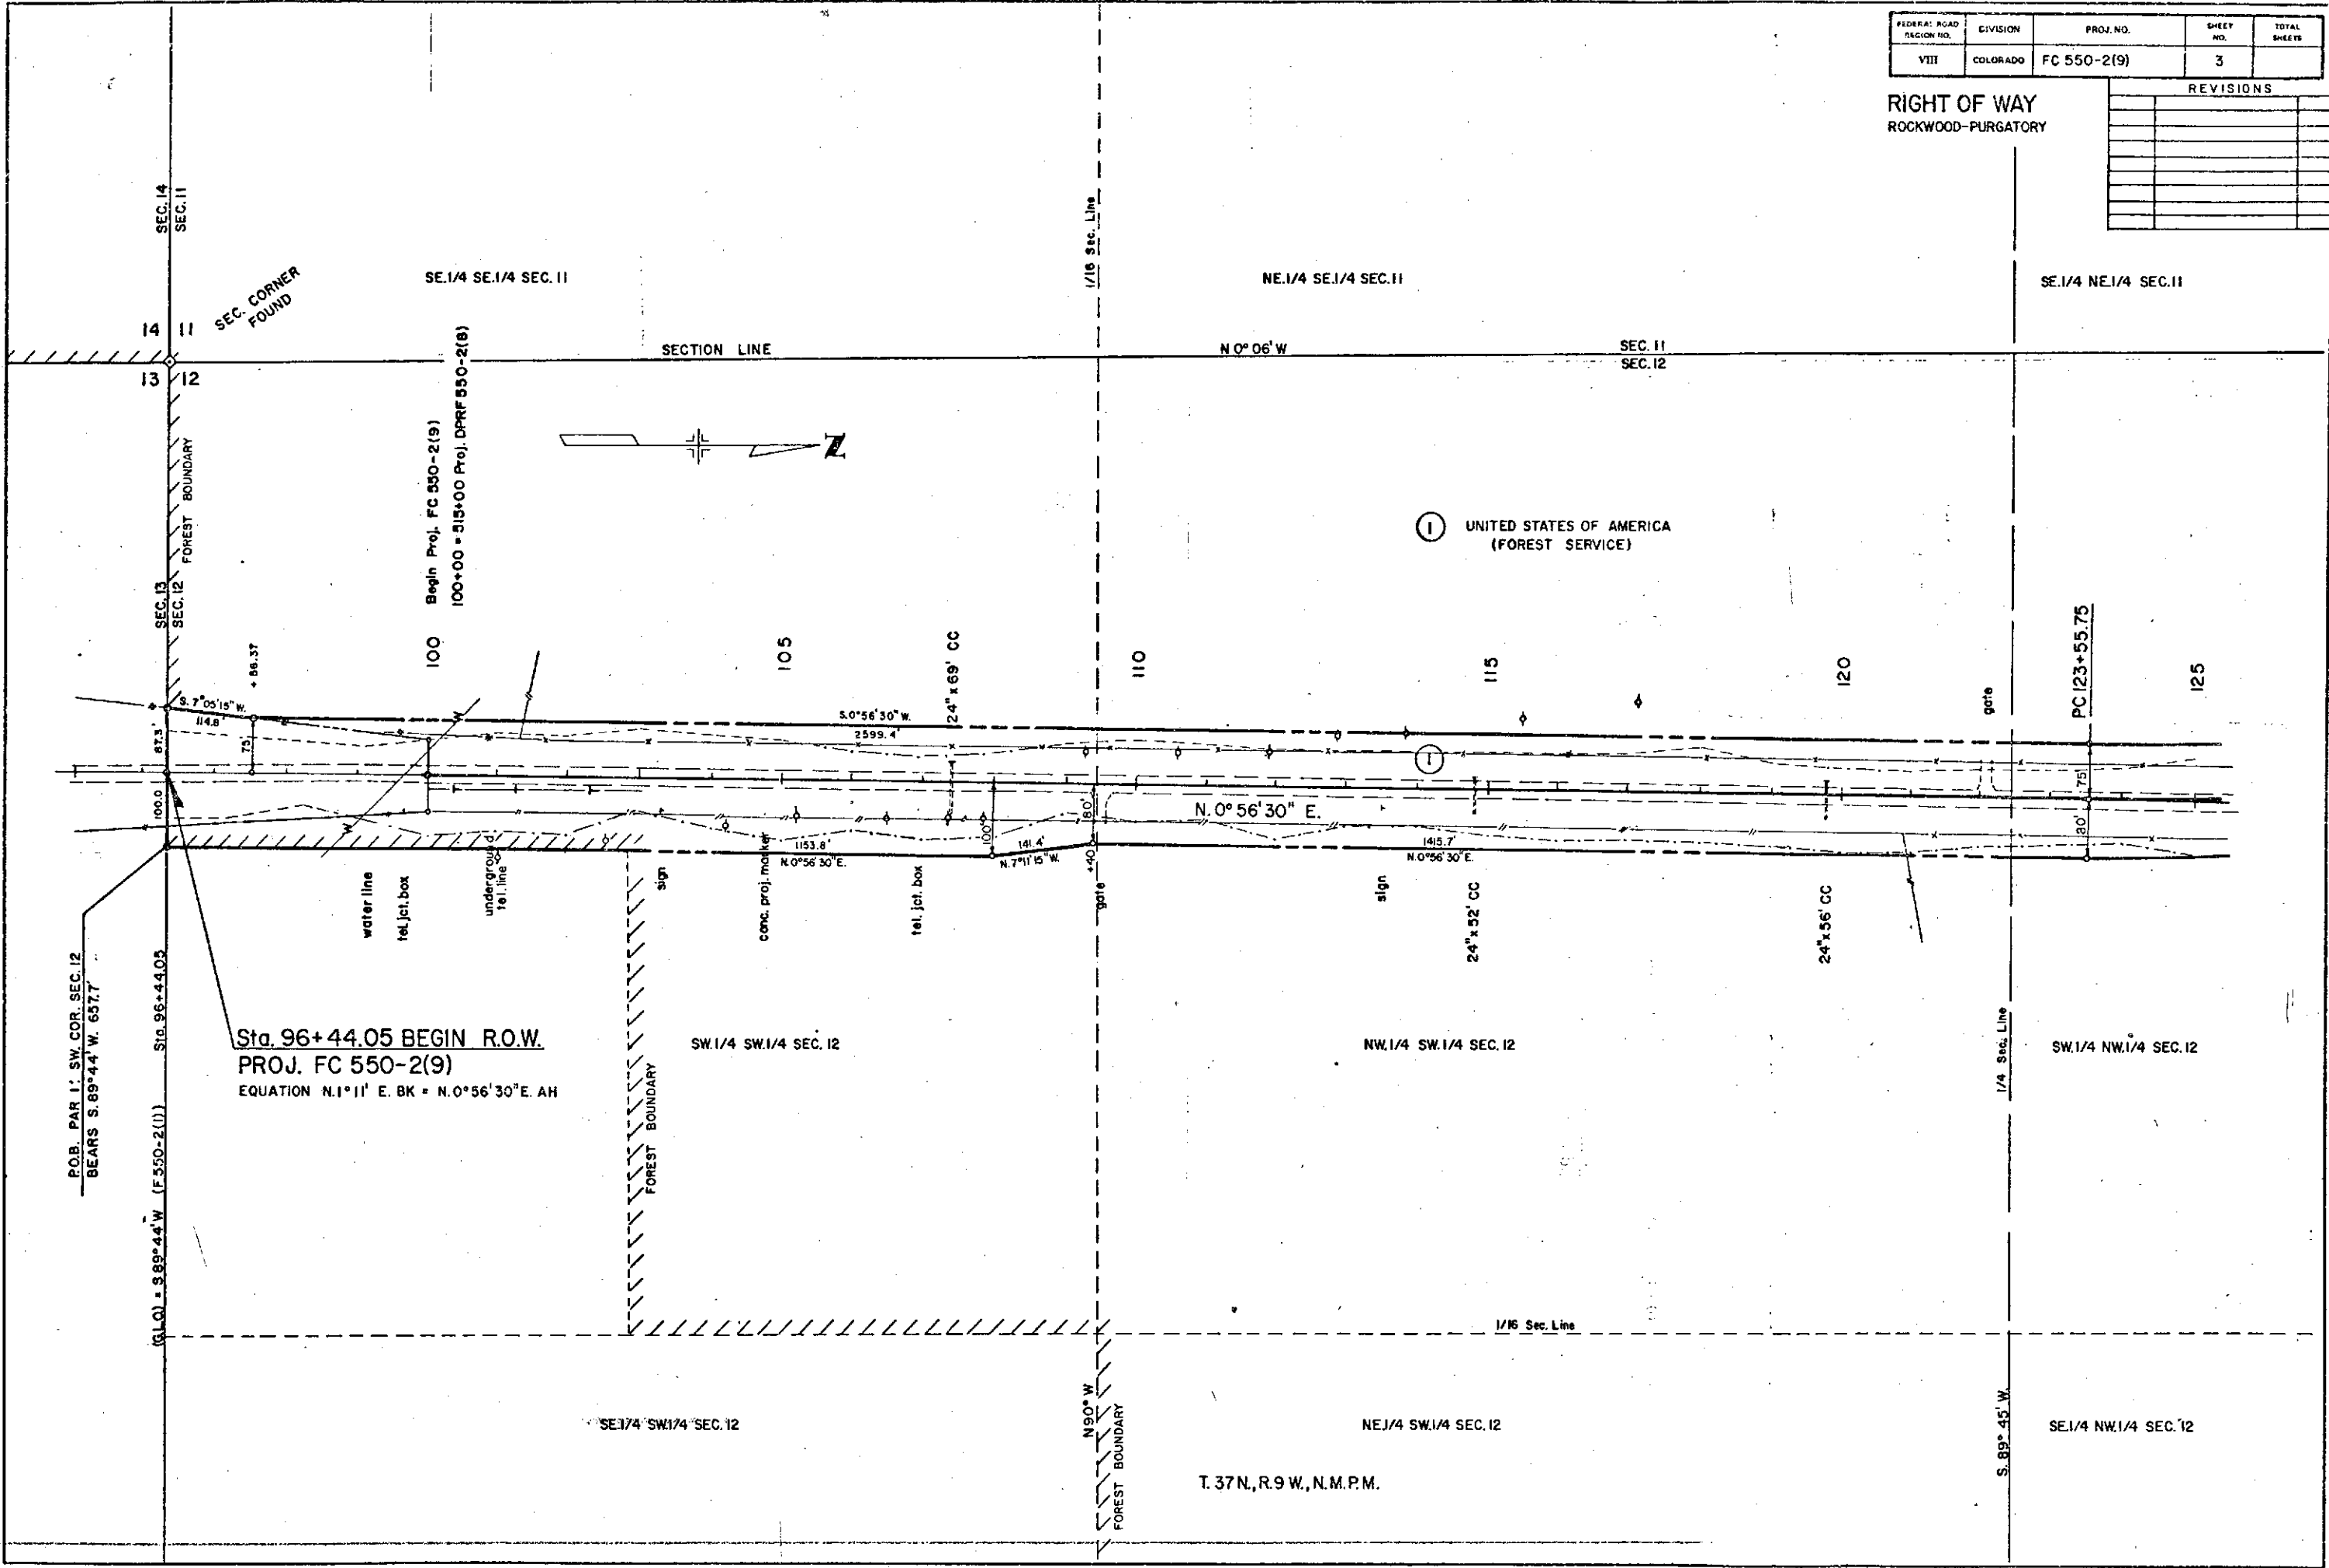 FEDERAL ROAD REGION NO.
DIVISION
PROJ. NO.
SHEET NO.
TOTAL SHEETS
VIII
COLORADO
FC 550-2(9)
3
RIGHT OF WAY
ROCKWOOD-PURGATORY
REVISIONS
SEC. 14
SEC. 11
SEC. CORNER
FOUND
14 11
13 12
SE.1/4 SE.1/4 SEC. 11
1/16 Sec. Line
NE.1/4 SE.1/4 SEC.11
SE.1/4 NE.1/4 SEC.11
SECTION LINE
N 0° 06' W
SEC. 11
SEC. 12
FOREST BOUNDARY
SEC. 13
SEC. 12
Begin Proj. FC 550-2(9)
100+00 = 515+00 Proj. DPRF 550-2(8)
Z
1
UNITED STATES OF AMERICA
(FOREST SERVICE)
+ 86.37
100
105
24" x 69' CC
110
115
120
gate
PC 123+55.75
125
S. 7° 05' 15" W.
114.8'
87.3'
75'
S.0°56'30" W.
2599.4'
1
100.0
100'
80'
N. 0° 56' 30" E.
75'
80'
1153.8'
N.0°56'30"E.
141.4'
N.7°11'15"W.
+40
gate
1415.7'
N.0°56'30"E.
W
W
water line
tel. jct. box
underground
tel. line
sign
conc. proj. marker
tel. jct. box
sign
24" x 52' CC
24" x 56' CC
P.O.B. PAR 1: SW. COR. SEC. 12
BEARS S. 89°44' W. 657.7'
Sta. 96+44.05
(G.L.O.) = S 89° 44' W (F 550-2(1))
Sta. 96+44.05 BEGIN R.O.W.
PROJ. FC 550-2(9)
EQUATION N.1°11' E. BK = N.0°56'30"E. AH
FOREST BOUNDARY
SW.1/4 SW.1/4 SEC. 12
NW.1/4 SW.1/4 SEC. 12
1/4 Sec. Line
SW.1/4 NW.1/4 SEC. 12
1/16 Sec. Line
SE.1/4 SW.1/4 SEC. 12
N90° W
FOREST BOUNDARY
NE.1/4 SW.1/4 SEC. 12
S. 89° 45' W.
SE.1/4 NW.1/4 SEC. 12
T. 37 N., R. 9 W., N.M.P.M.